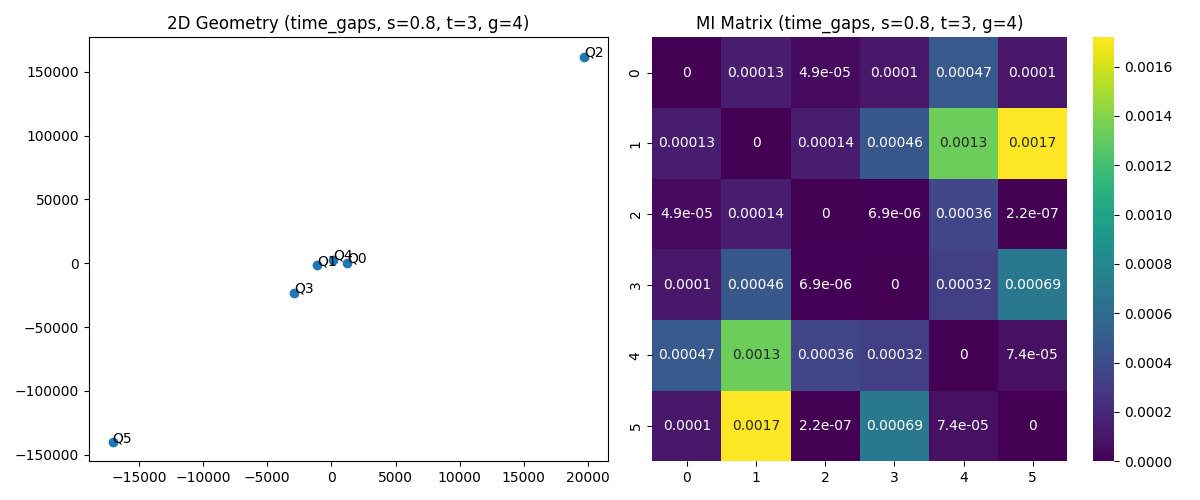 2D Geometry (time_gaps, s=0.8, t=3, g=4)
150000
100000
50000
0
−50000
−100000
−150000
−15000 −10000 −5000 0 5000 10000 15000 20000
Q2
Q4
Q0
Q1
Q3
Q5
MI Matrix (time_gaps, s=0.8, t=3, g=4)
0 0 0.00013 4.9e-05 0.0001 0.00047 0.0001
1 0.00013 0 0.00014 0.00046 0.0013 0.0017
2 4.9e-05 0.00014 0 6.9e-06 0.00036 2.2e-07
3 0.0001 0.00046 6.9e-06 0 0.00032 0.00069
4 0.00047 0.0013 0.00036 0.00032 0 7.4e-05
5 0.0001 0.0017 2.2e-07 0.00069 7.4e-05 0
0 1 2 3 4 5
0.0016
0.0014
0.0012
0.0010
0.0008
0.0006
0.0004
0.0002
0.0000